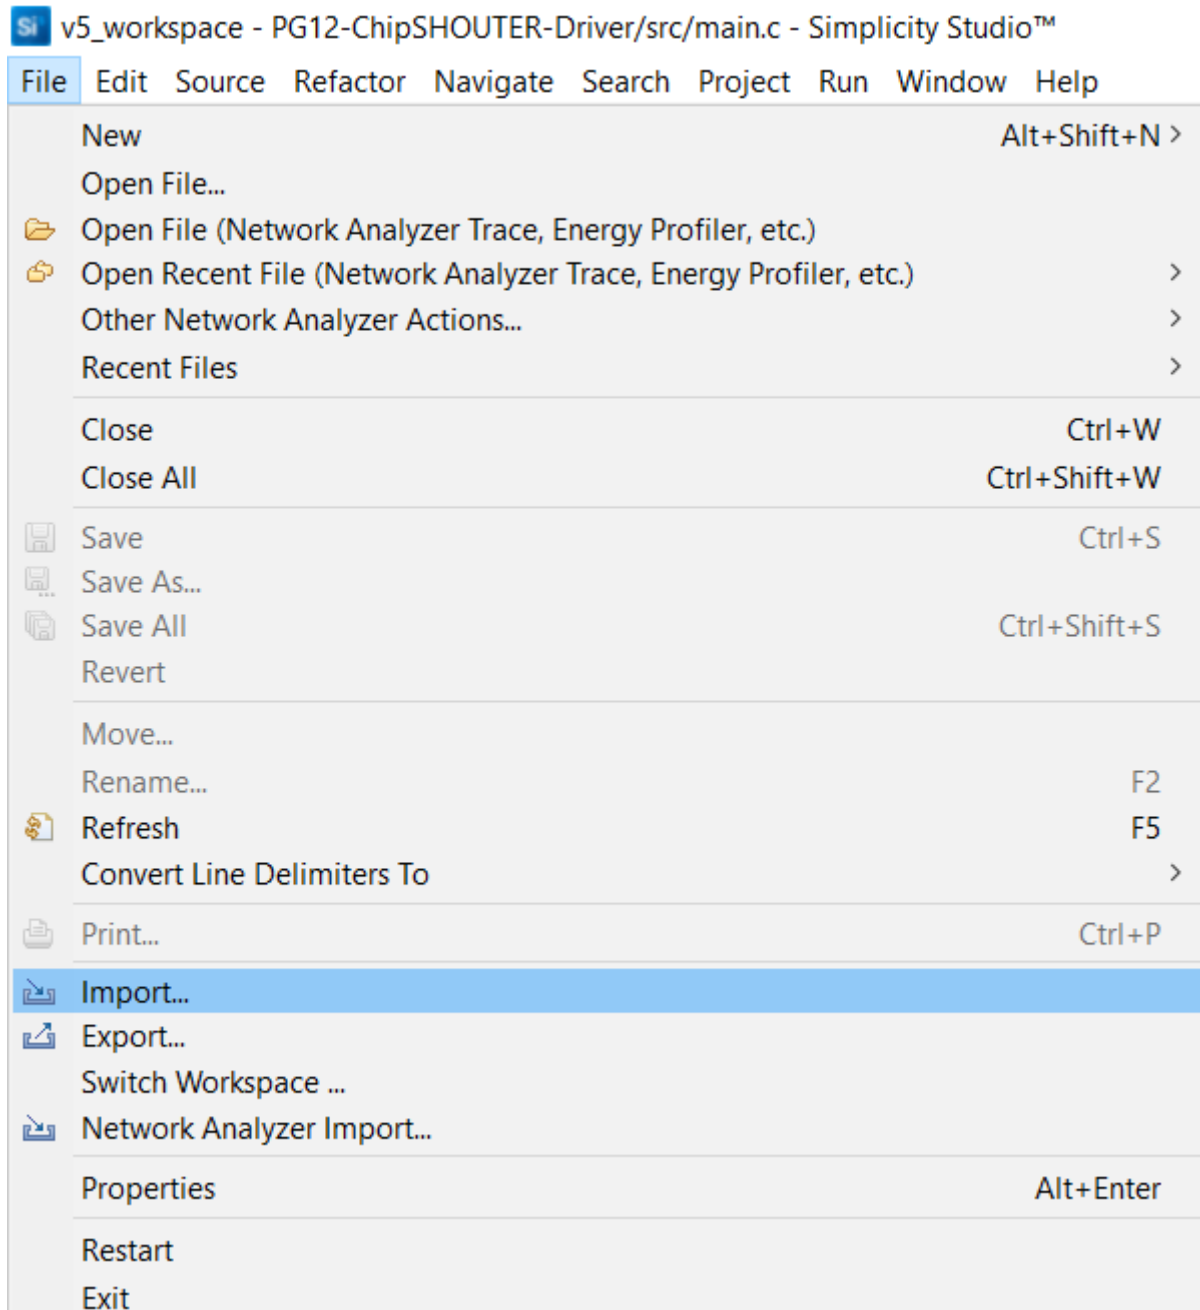 Si v5_workspace - PG12-ChipSHOUTER-Driver/src/main.c - Simplicity Studio™
File Edit Source Refactor Navigate Search Project Run Window Help
New Alt+Shift+N >
Open File...
Open File (Network Analyzer Trace, Energy Profiler, etc.)
Open Recent File (Network Analyzer Trace, Energy Profiler, etc.) >
Other Network Analyzer Actions... >
Recent Files >
Close Ctrl+W
Close All Ctrl+Shift+W
Save Ctrl+S
Save As...
Save All Ctrl+Shift+S
Revert
Move...
Rename... F2
Refresh F5
Convert Line Delimiters To >
Print... Ctrl+P
Import...
Export...
Switch Workspace ...
Network Analyzer Import...
Properties Alt+Enter
Restart
Exit